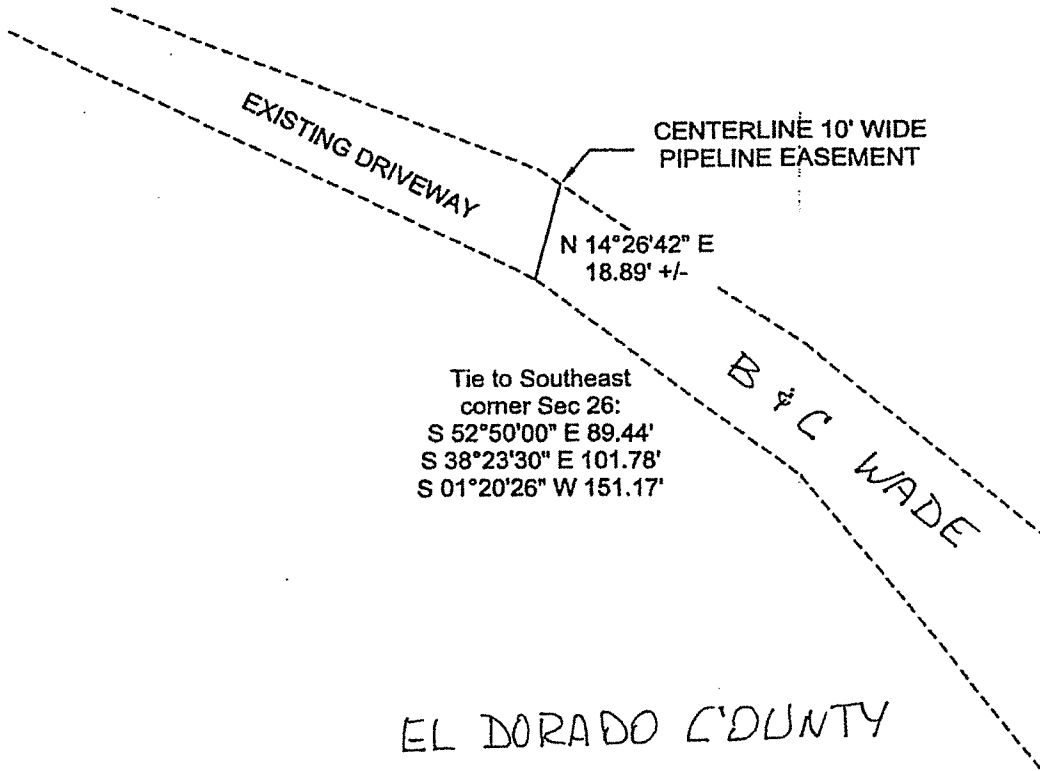 EXISTING DRIVEWAY
CENTERLINE 10' WIDE
PIPELINE EASEMENT
N 14°26'42" E
18.89' +/-
Tie to Southeast
corner Sec 26:
S 52°50'00" E 89.44'
S 38°23'30" E 101.78'
S 01°20'26" W 151.17'
B & C WADE
EL DORADO COUNTY